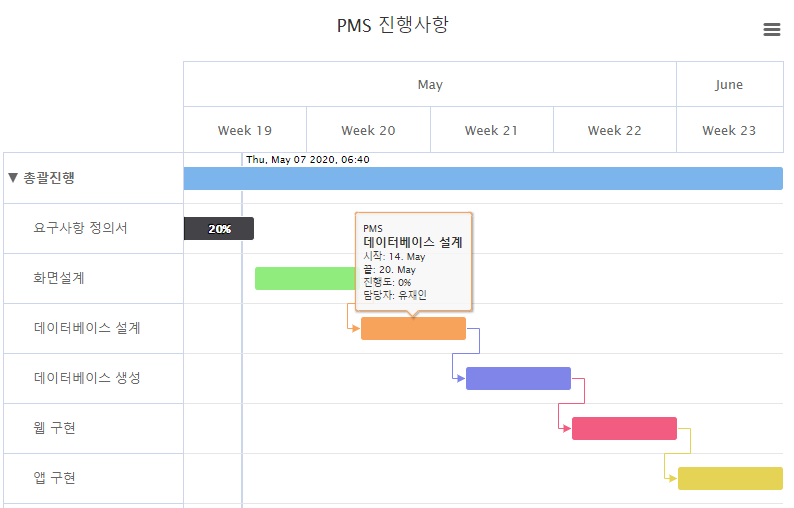 PMS 진행사항
May June
Week 19 Week 20 Week 21 Week 22 Week 23
Thu, May 07 2020, 06:40
▼ 총괄진행
요구사항 정의서
20%
PMS
데이터베이스 설계
시작: 14. May
끝: 20. May
진행도: 0%
담당자: 유재인
화면설계
데이터베이스 설계
데이터베이스 생성
웹 구현
앱 구현